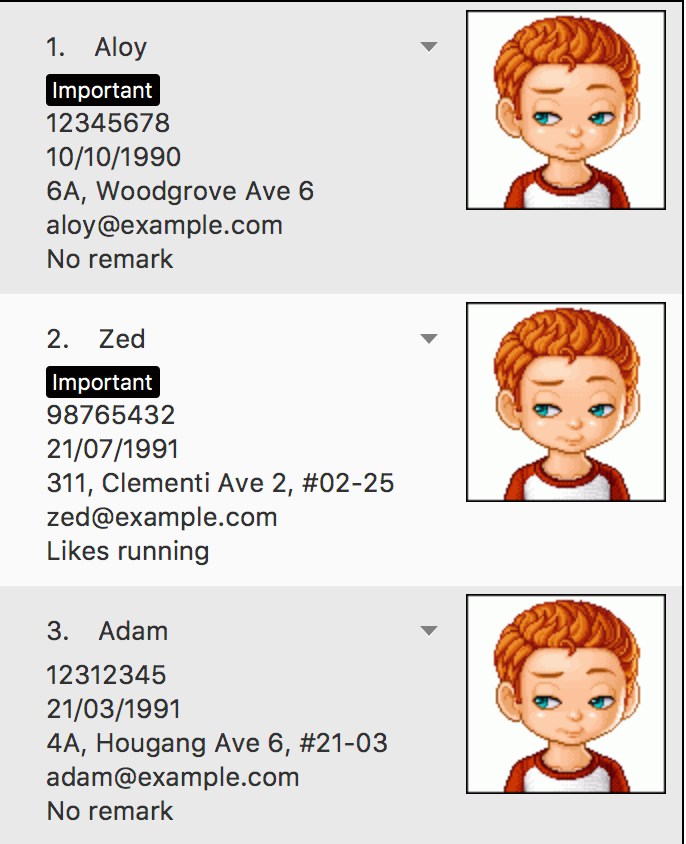 1. Aloy
Important
12345678
10/10/1990
6A, Woodgrove Ave 6
aloy@example.com
No remark
2. Zed
Important
98765432
21/07/1991
311, Clementi Ave 2, #02-25
zed@example.com
Likes running
3. Adam
12312345
21/03/1991
4A, Hougang Ave 6, #21-03
adam@example.com
No remark